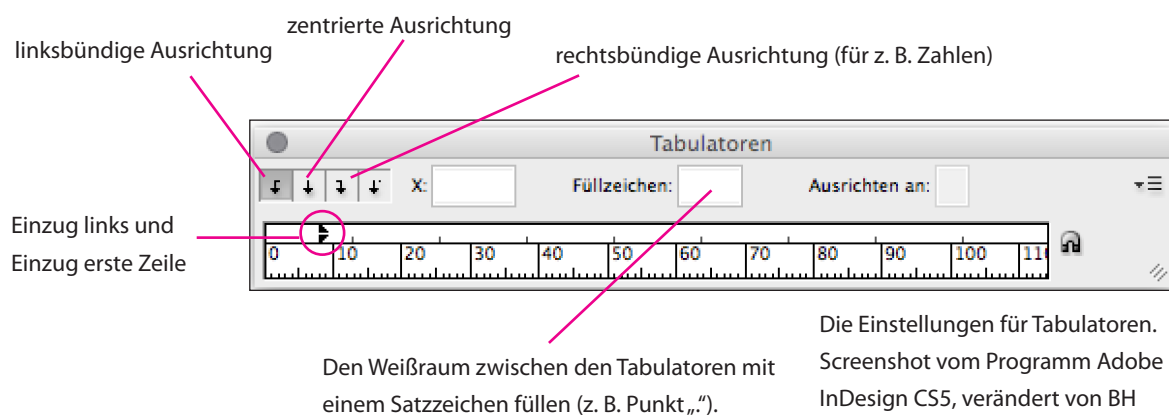 zentrierte Ausrichtung
linksbündige Ausrichtung
rechtsbündige Ausrichtung (für z. B. Zahlen)
Tabulatoren
X: Füllzeichen: Ausrichten an:
Einzug links und
Einzug erste Zeile
0 10 20 30 40 50 60 70 80 90 100 110
Den Weißraum zwischen den Tabulatoren mit
einem Satzzeichen füllen (z. B. Punkt „.“).
Die Einstellungen für Tabulatoren.
Screenshot vom Programm Adobe
InDesign CS5, verändert von BH